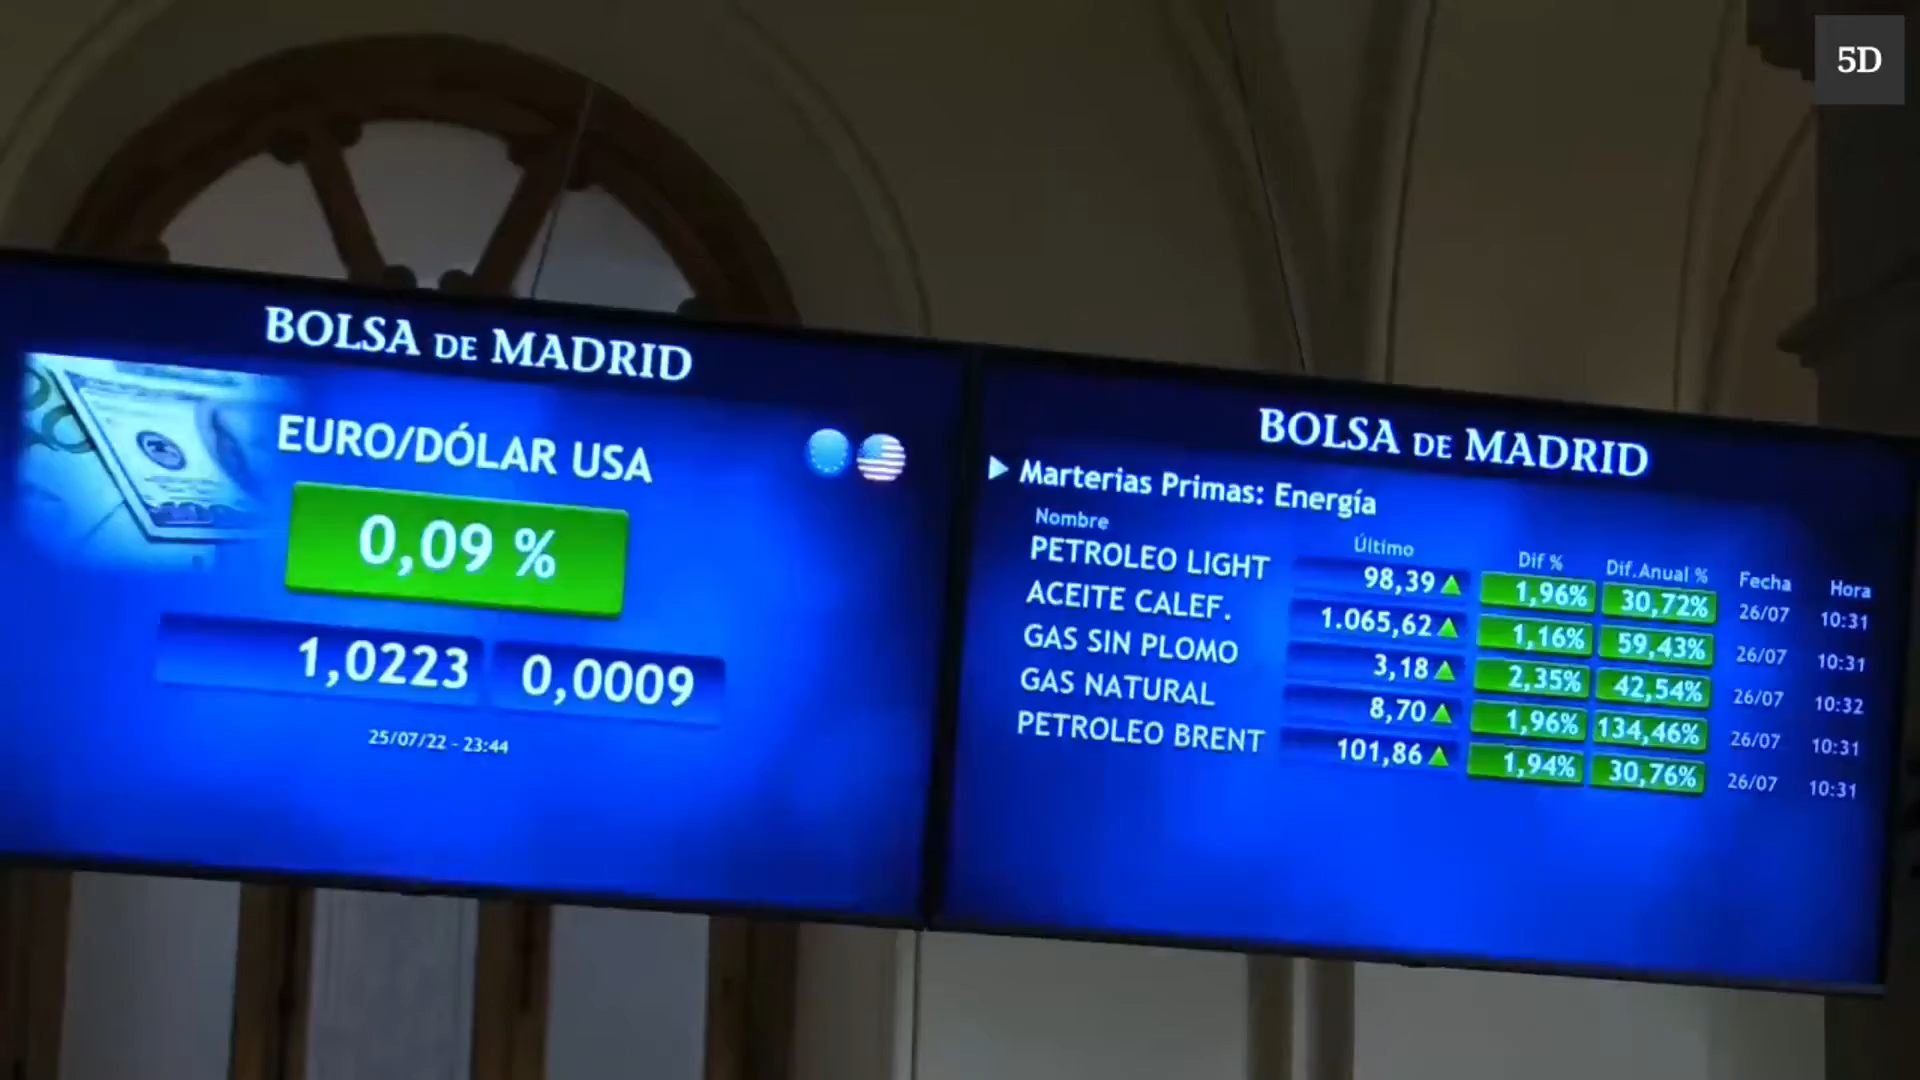 5D
BOLSA DE MADRID
EURO/DÓLAR USA
0,09 %
1,0223 0,0009
25/07/22 - 23:44
BOLSA DE MADRID
Marterias Primas: Energía
Nombre Último Dif % Dif.Anual % Fecha Hora
PETROLEO LIGHT 98,39 1,96% 30,72% 26/07 10:31
ACEITE CALEF. 1.065,62 1,16% 59,43% 26/07 10:31
GAS SIN PLOMO 3,18 2,35% 42,54% 26/07 10:32
GAS NATURAL 8,70 1,96% 134,46% 26/07 10:31
PETROLEO BRENT 101,86 1,94% 30,76% 26/07 10:31